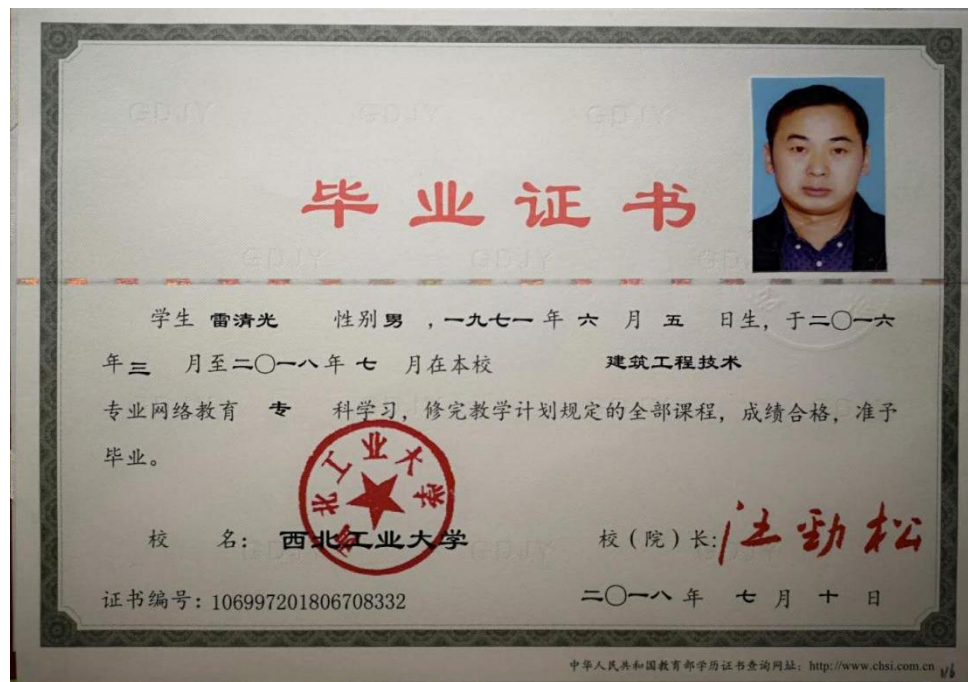 GDJY GDJY GDJY
毕业证书
GDJY GDJY GDJY
学生 雷清光 性别 男 ,一九七一 年 六 月 五 日生, 于二〇一六
年三 月至二〇一八年 七 月在本校 建筑工程技术
专业网络教育 专 科学习, 修完教学计划规定的全部课程, 成绩合格, 准予
毕业。
西北工业大学
校 名: 西北工业大学 校(院)长: 汪劲松
证书编号: 106997201806708332 二〇一八 年 七 月 十 日
中华人民共和国教育部学历证书查询网址: http://www.chsi.com.cn